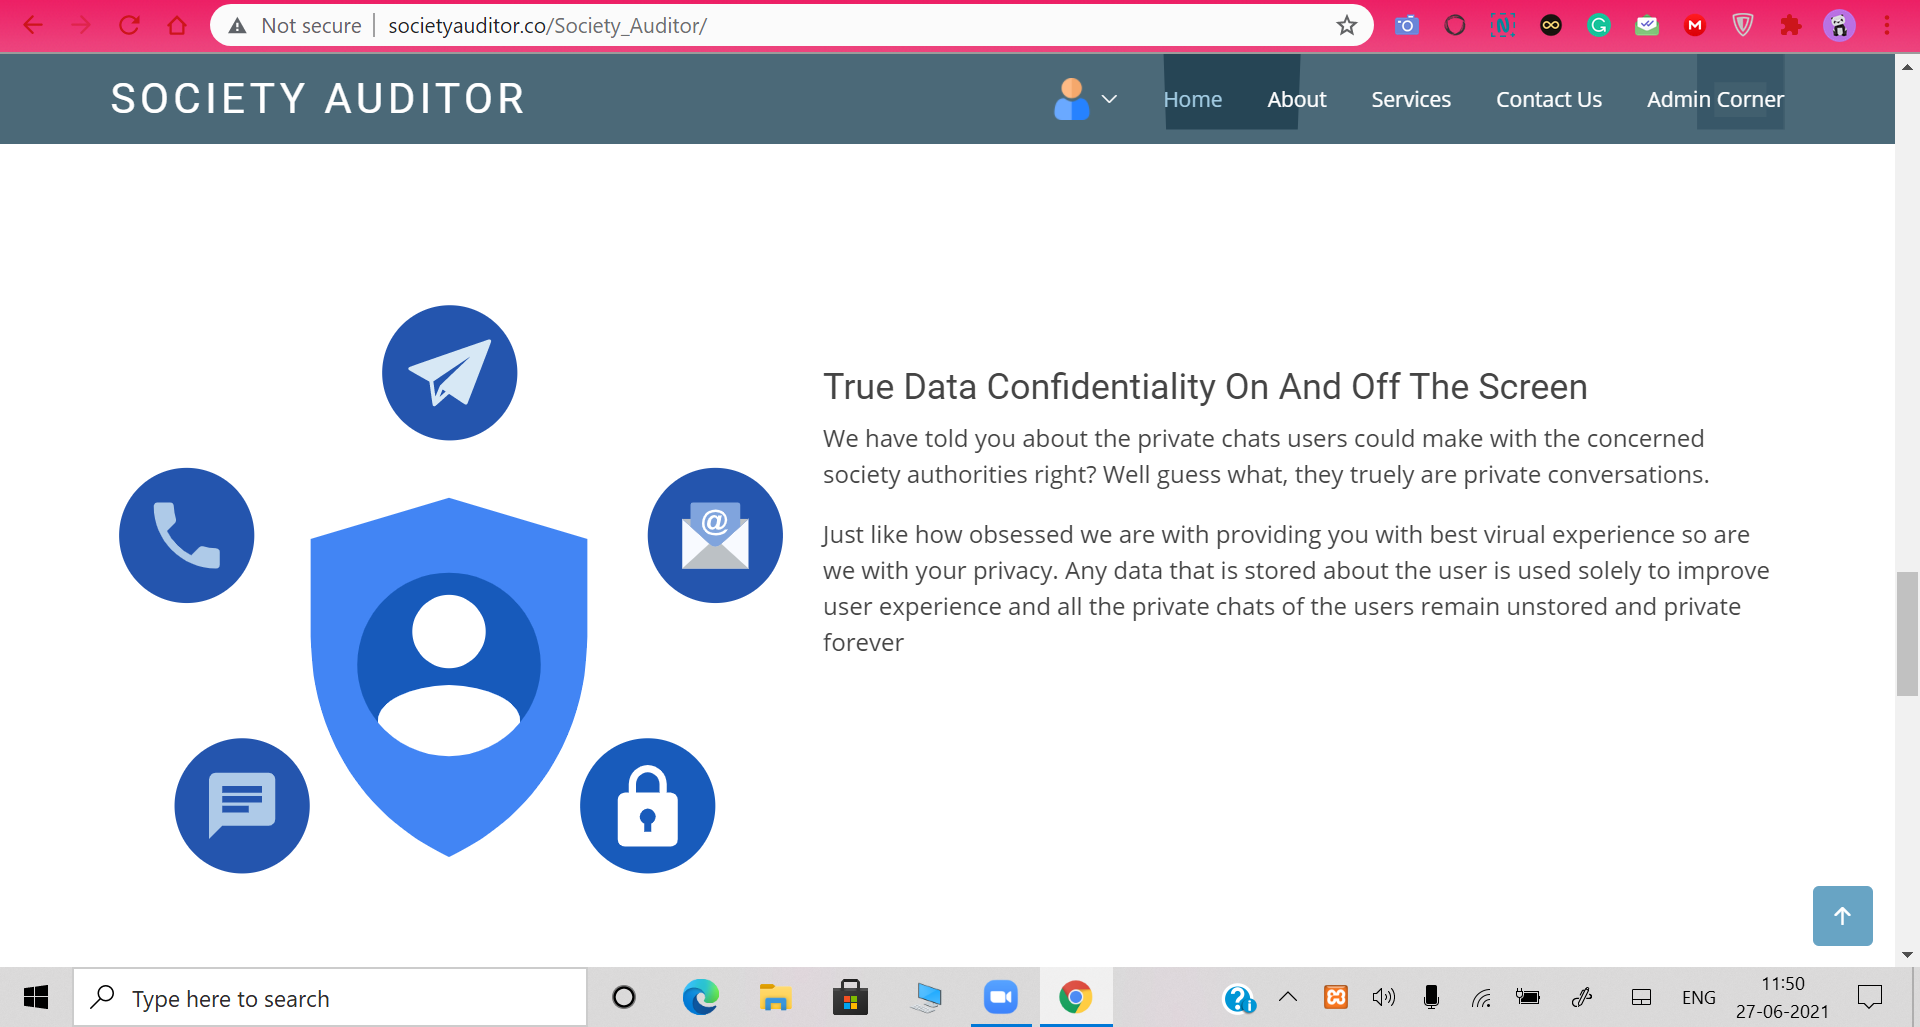 Not secure societyauditor.co/Society_Auditor/
SOCIETY AUDITOR
Home About Services Contact Us Admin Corner
True Data Confidentiality On And Off The Screen
We have told you about the private chats users could make with the concerned
society authorities right? Well guess what, they truely are private conversations.
Just like how obsessed we are with providing you with best virual experience so are
we with your privacy. Any data that is stored about the user is used solely to improve
user experience and all the private chats of the users remain unstored and private
forever
Type here to search
ENG
11:50
27-06-2021